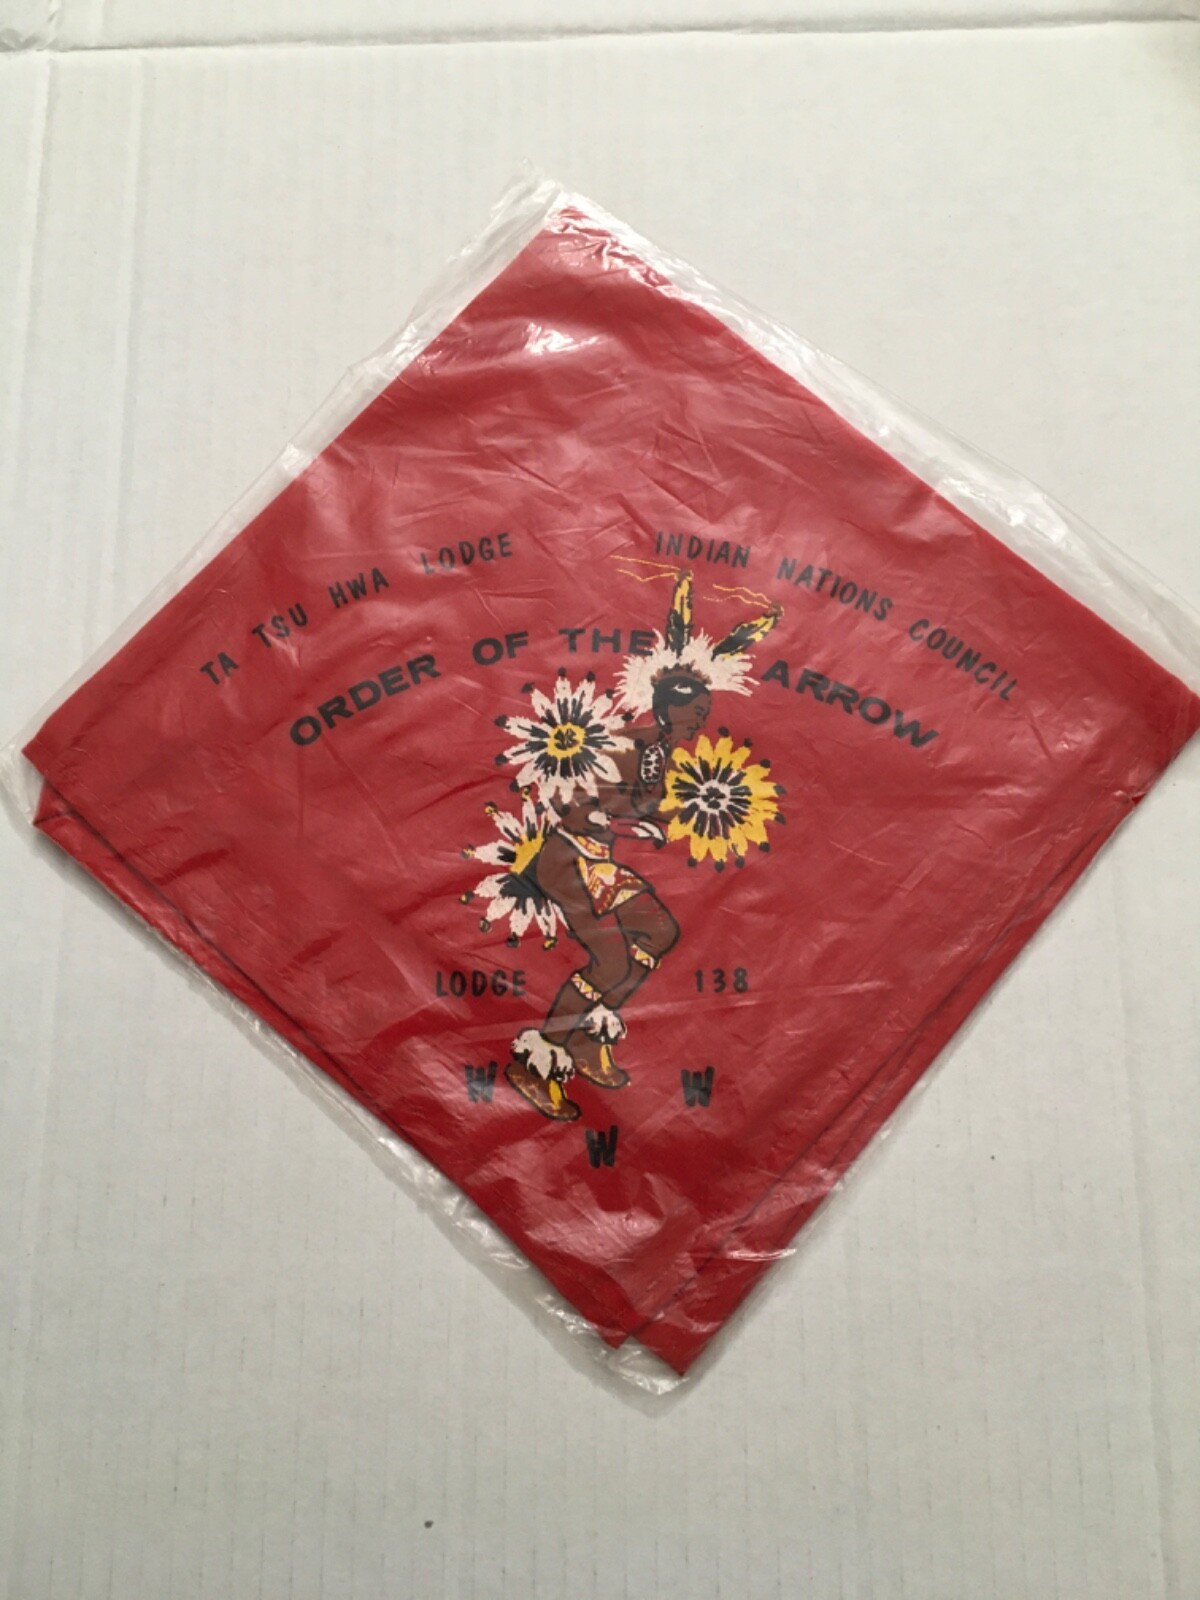 TA TSU HWA LODGE
INDIAN NATIONS COUNCIL
ORDER OF THE ARROW
LODGE 138
W W
W